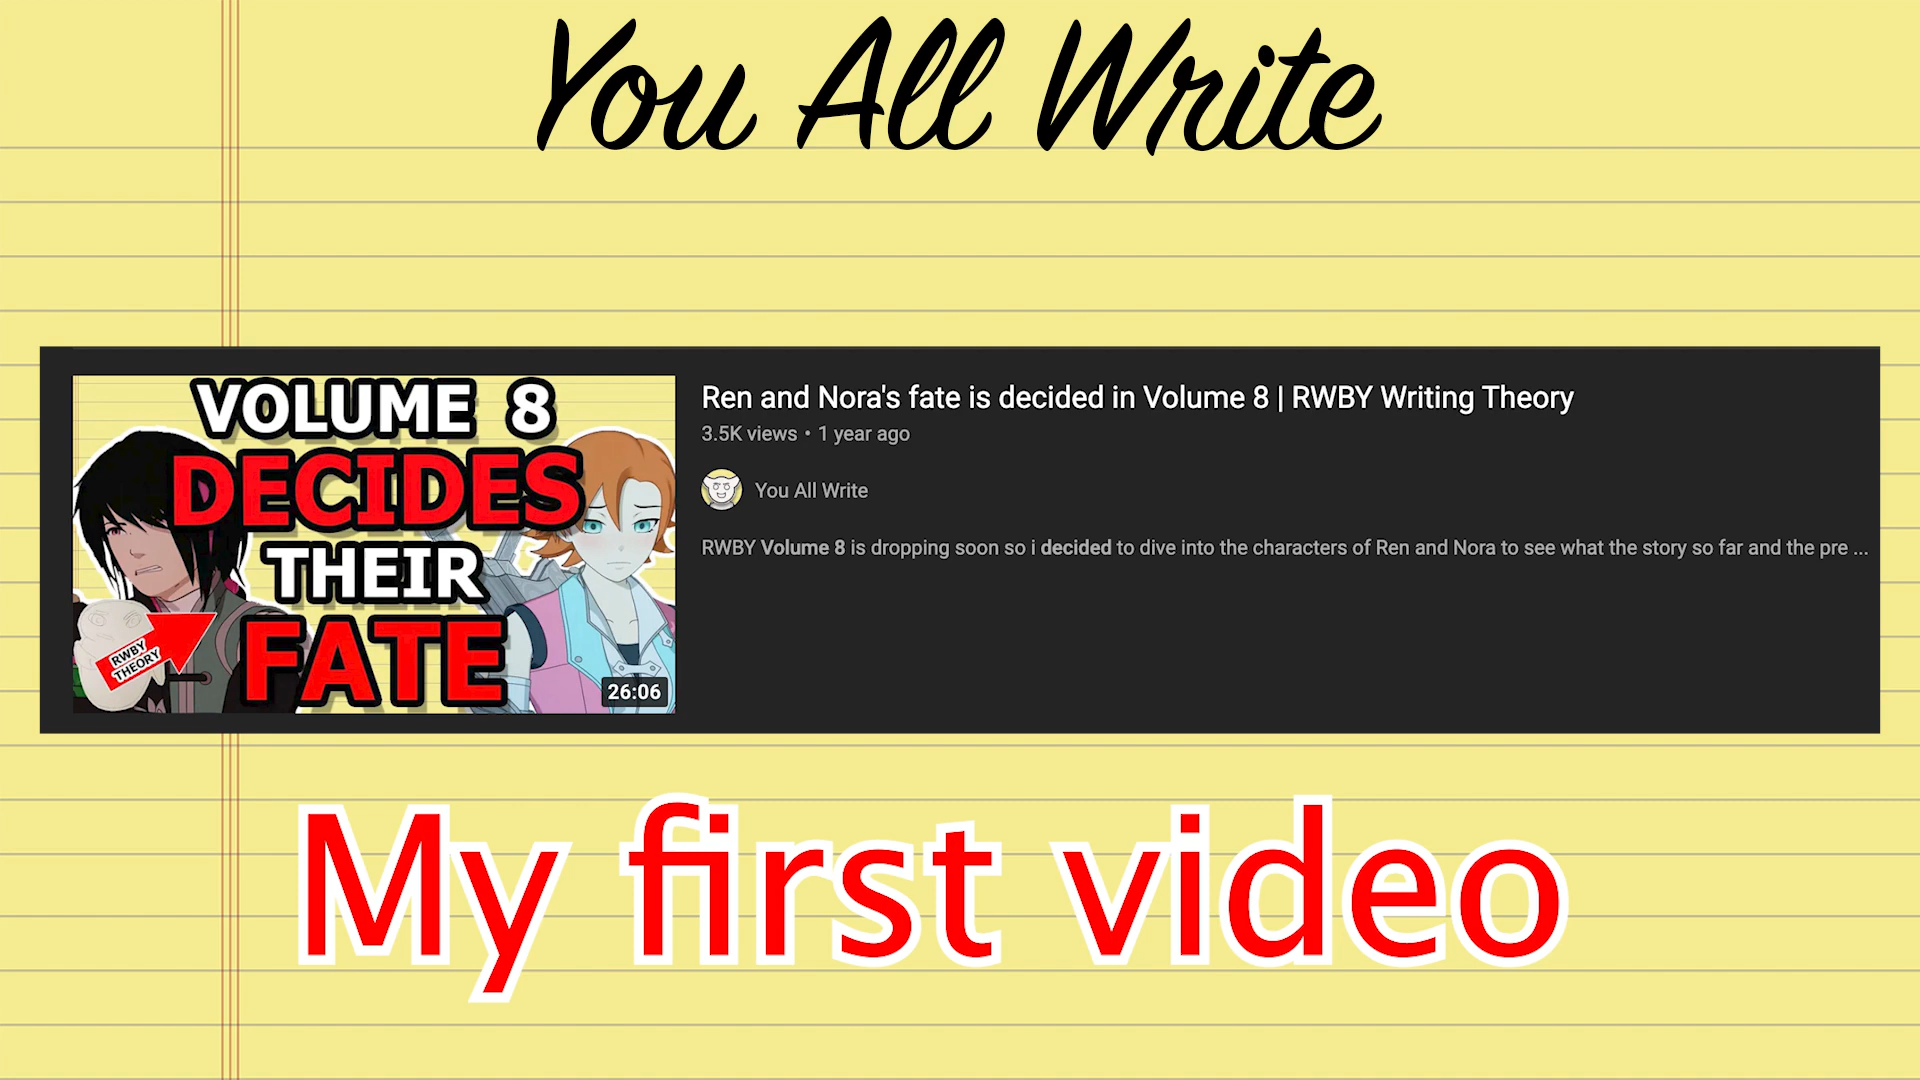 You All Write
VOLUME 8
DECIDES
THEIR
FATE
RWBY
THEORY
26:06
Ren and Nora's fate is decided in Volume 8 | RWBY Writing Theory
3.5K views • 1 year ago
You All Write
RWBY Volume 8 is dropping soon so i decided to dive into the characters of Ren and Nora to see what the story so far and the pre ...
My first video